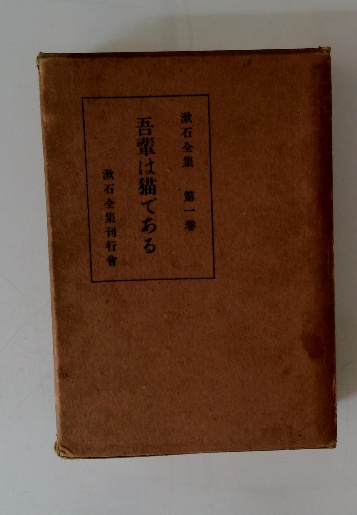 漱石全集 第一巻
吾輩は猫である
漱石全集刊行會